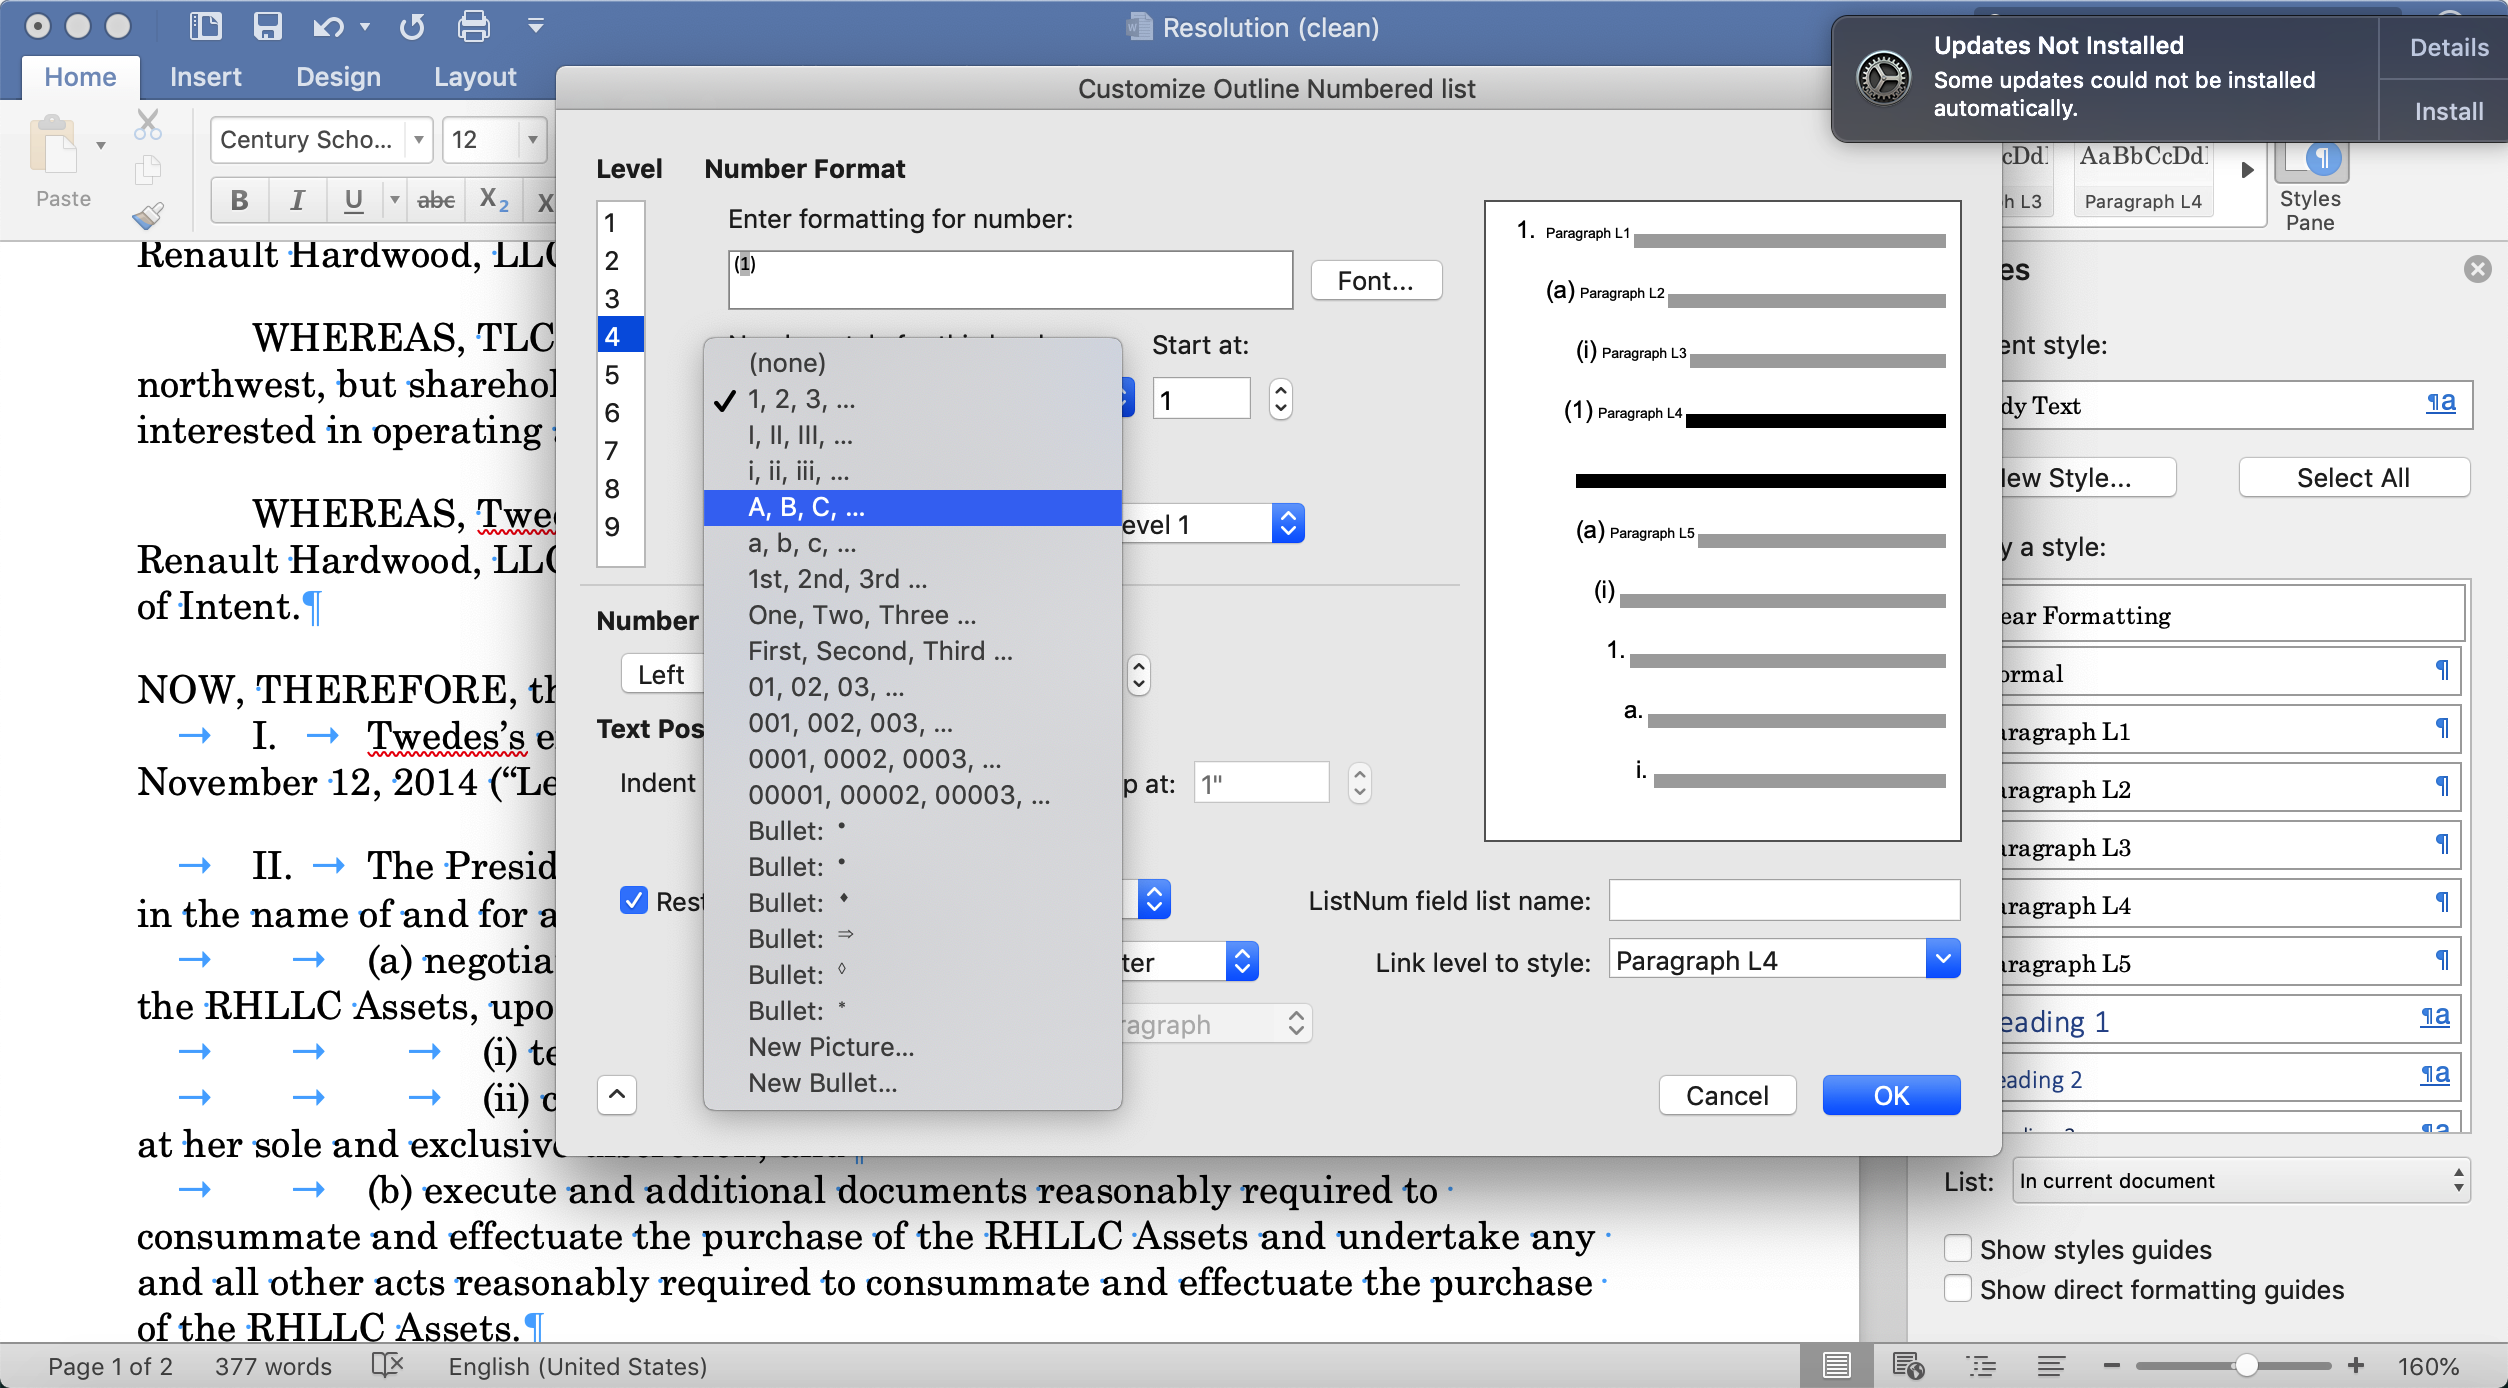 Resolution (clean)
Updates Not Installed
Some updates could not be installed
automatically.
Details
Install
Home
Insert
Design
Layout
Customize Outline Numbered list
Paste
Century Scho...
12
B I U abc X2 X
AaBbCcDd
L3
Paragraph L4
Styles
Pane
Level
Number Format
1
2
3
4
5
6
7
8
9
Enter formatting for number:
(1)
Font...
Start at:
1
(none)
✓ 1, 2, 3, ...
I, II, III, ...
i, ii, iii, ...
A, B, C, ...
a, b, c, ...
1st, 2nd, 3rd ...
One, Two, Three ...
First, Second, Third ...
01, 02, 03, ...
001, 002, 003, ...
0001, 0002, 0003, ...
00001, 00002, 00003, ...
Bullet: •
Bullet: •
Bullet: ♦
Bullet: ⇒
Bullet: ◊
Bullet: *
New Picture...
New Bullet...
evel 1
Number
Left
Text Pos
Indent
p at:
1"
Rest
ter
ragraph
ListNum field list name:
Link level to style:
Paragraph L4
Cancel
OK
1. Paragraph L1
(a) Paragraph L2
(i) Paragraph L3
(1) Paragraph L4
(a) Paragraph L5
(i)
1.
a.
i.
es
ent style:
dy Text
¶a
ew Style...
Select All
y a style:
ear Formatting
ormal ¶
aragraph L1 ¶
aragraph L2 ¶
aragraph L3 ¶
aragraph L4 ¶
aragraph L5 ¶
eading 1 ¶a
eading 2 ¶a
List:
In current document
Show styles guides
Show direct formatting guides
Renault Hardwood, LLC
WHEREAS, TLC
northwest, but sharehol
interested in operating
WHEREAS, Twe
Renault Hardwood, LLC
of Intent.¶
NOW, THEREFORE, th
→ I. → Twedes’s e
November 12, 2014 (“Le
→ II. → The Presid
in the name of and for a
→ → (a) negotia
the RHLLC Assets, upo
→ → → (i) te
→ → → (ii) c
at her sole and exclusive discretion, and¶
→ → (b) execute and additional documents reasonably required to
consummate and effectuate the purchase of the RHLLC Assets and undertake any
and all other acts reasonably required to consummate and effectuate the purchase
of the RHLLC Assets.¶
Page 1 of 2
377 words
English (United States)
160%